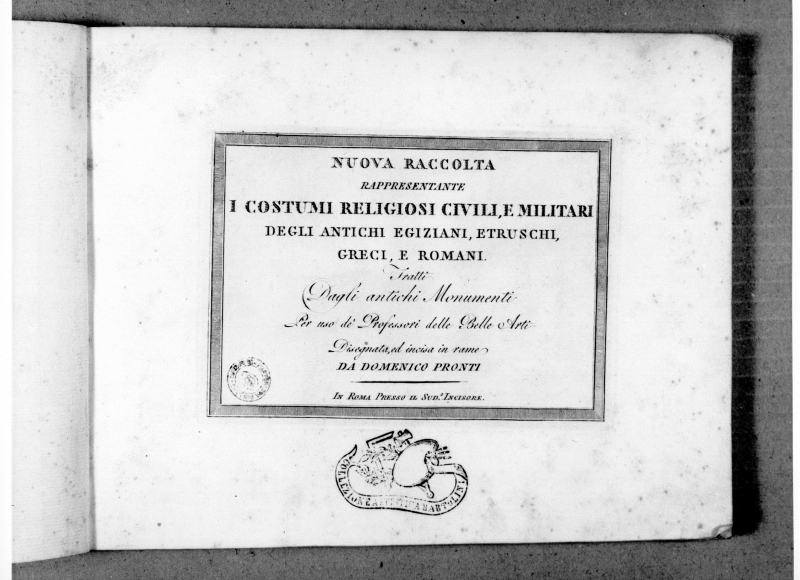 NUOVA RACCOLTA
RAPPRESENTANTE
I COSTUMI RELIGIOSI CIVILI, E MILITARI
DEGLI ANTICHI EGIZIANI, ETRUSCHI,
GRECI, E ROMANI.
Tratti
Dagli antichi Monumenti
Per uso de' Professori delle Belle Arti
Disegnata, ed incisa in rame
DA DOMENICO PRONTI
IN ROMA PRESSO IL SUD.º INCISORE.
COLLEZIONE BARTOLINI